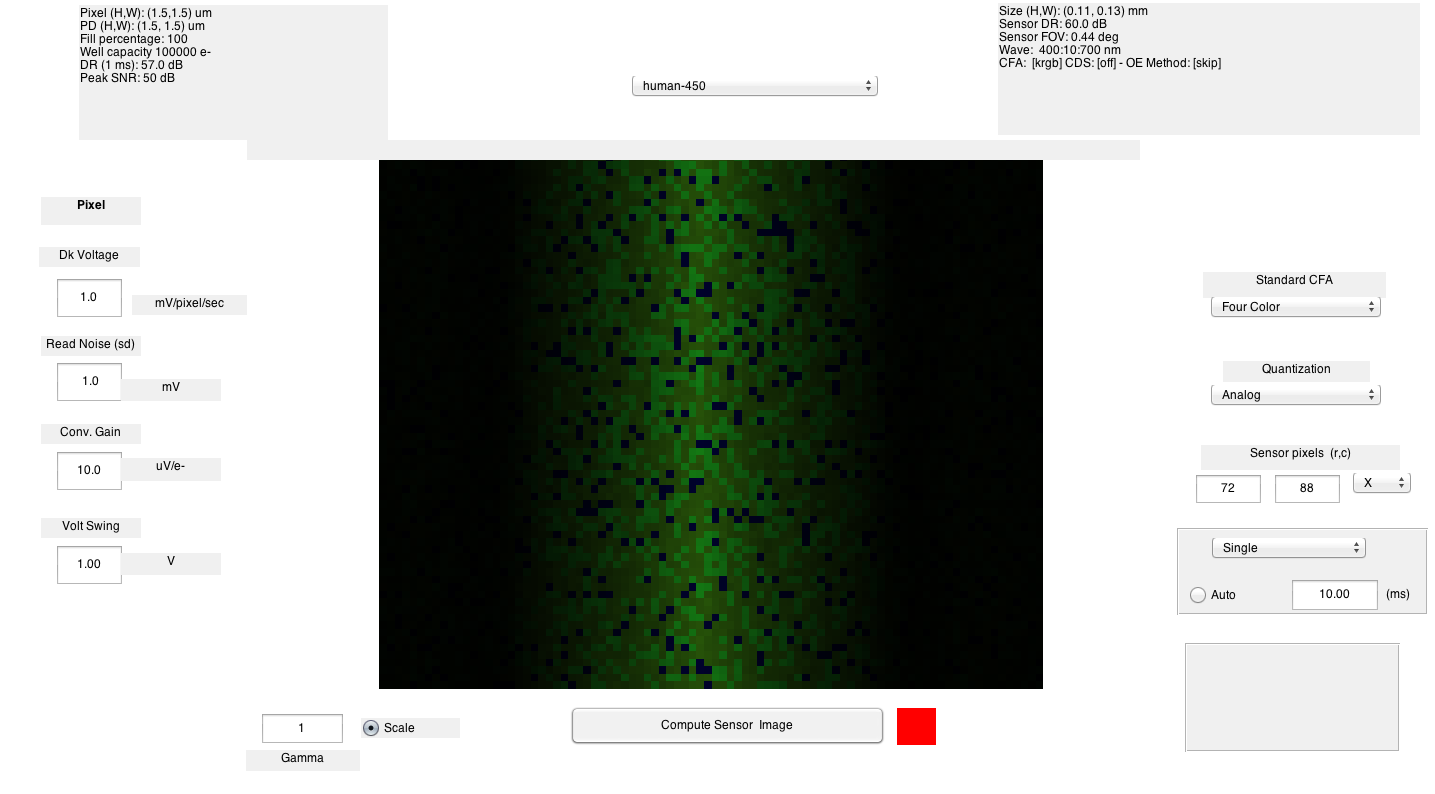 Pixel (H,W): (1.5,1.5) um
PD (H,W): (1.5, 1.5) um
Fill percentage: 100
Well capacity 100000 e-
DR (1 ms): 57.0 dB
Peak SNR: 50 dB
human-450
Size (H,W): (0.11, 0.13) mm
Sensor DR: 60.0 dB
Sensor FOV: 0.44 deg
Wave: 400:10:700 nm
CFA: [krgb] CDS: [off] - OE Method: [skip]
Pixel
Dk Voltage
1.0
mV/pixel/sec
Read Noise (sd)
1.0
mV
Conv. Gain
10.0
uV/e-
Volt Swing
1.00
V
Standard CFA
Four Color
Quantization
Analog
Sensor pixels (r,c)
72
88
X
Single
Auto
10.00
(ms)
1
Scale
Gamma
Compute Sensor Image